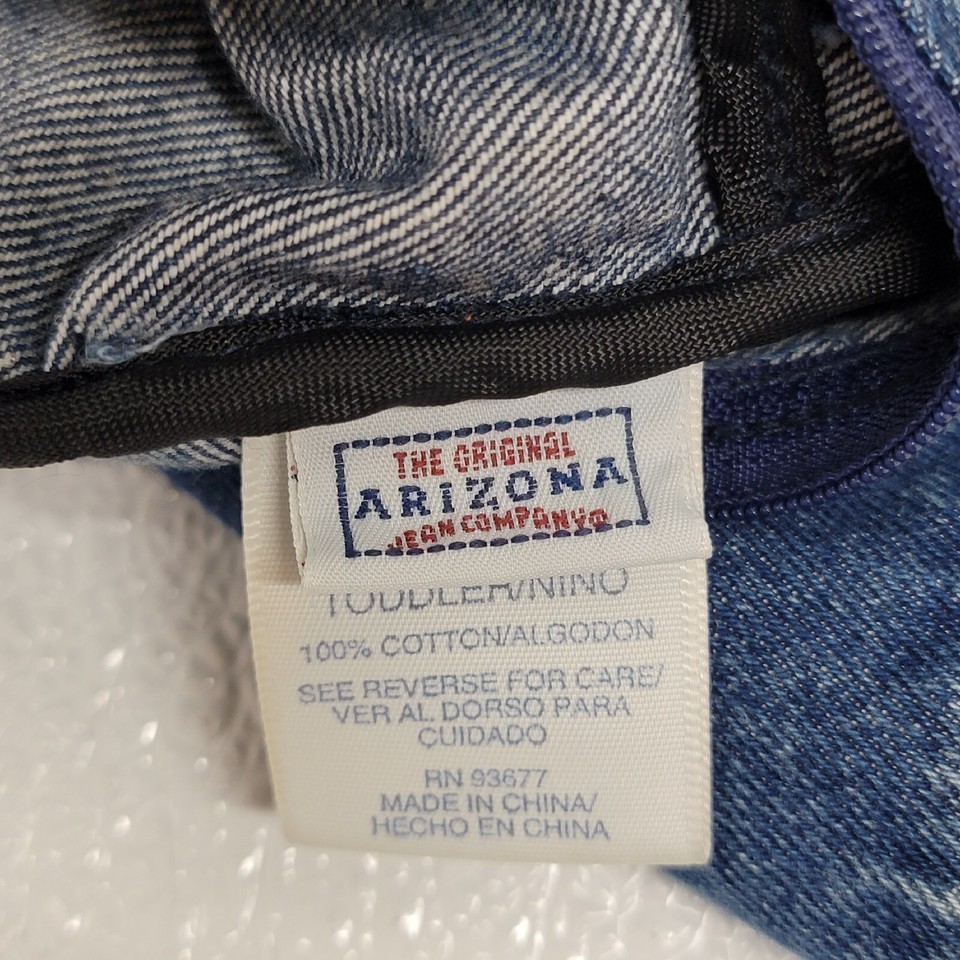 THE ORIGINAL
ARIZONA
JEAN COMPANY®
TODDLER/NINO
100% COTTON/ALGODON
SEE REVERSE FOR CARE/
VER AL DORSO PARA
CUIDADO
RN 93677
MADE IN CHINA/
HECHO EN CHINA